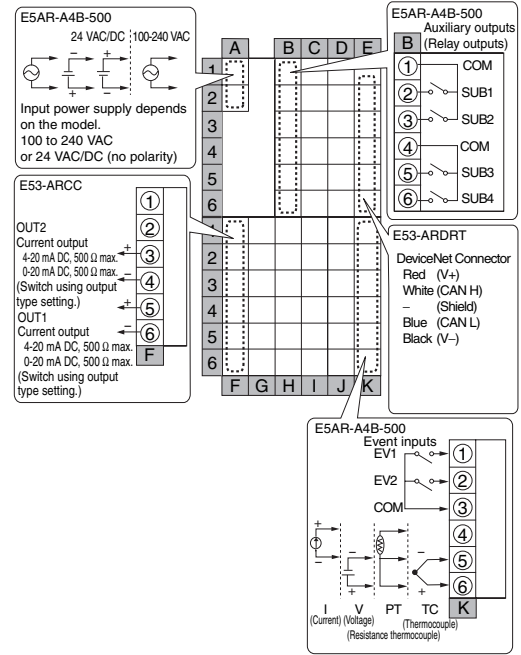 E5AR-A4B-500
24 VAC/DC 100-240 VAC
− +
+ −
Input power supply depends
on the model.
100 to 240 VAC
or 24 VAC/DC (no polarity)
A B C D E
1
2
3
4
5
6
1
2
3
4
5
6
F G H I J K
E5AR-A4B-500
Auxiliary outputs
(Relay outputs)
B
1 COM
2 SUB1
3 SUB2
4 COM
5 SUB3
6 SUB4
E53-ARCC
1
2
OUT2
Current output
4-20 mA DC, 500 Ω max.
0-20 mA DC, 500 Ω max.
(Switch using output
type setting.)
+ 3
− 4
+ 5
− 6
F
OUT1
Current output
4-20 mA DC, 500 Ω max.
0-20 mA DC, 500 Ω max.
(Switch using output
type setting.)
E53-ARDRT
DeviceNet Connector
Red (V+)
White (CAN H)
− (Shield)
Blue (CAN L)
Black (V−)
E5AR-A4B-500
Event inputs
EV1 1
EV2 2
COM 3
4
5
6
K
+
−
−
+
−
+
I V PT TC
(Current) (Voltage) (Thermocouple)
(Resistance thermocouple)